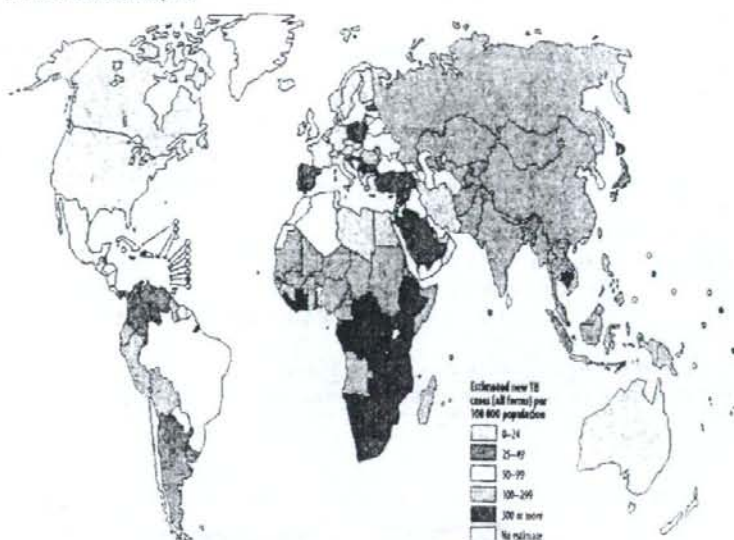 Estimated new TB
cases (all forms) per
100 000 population
0–24
25–49
50–99
100–299
300 or more
No estimate